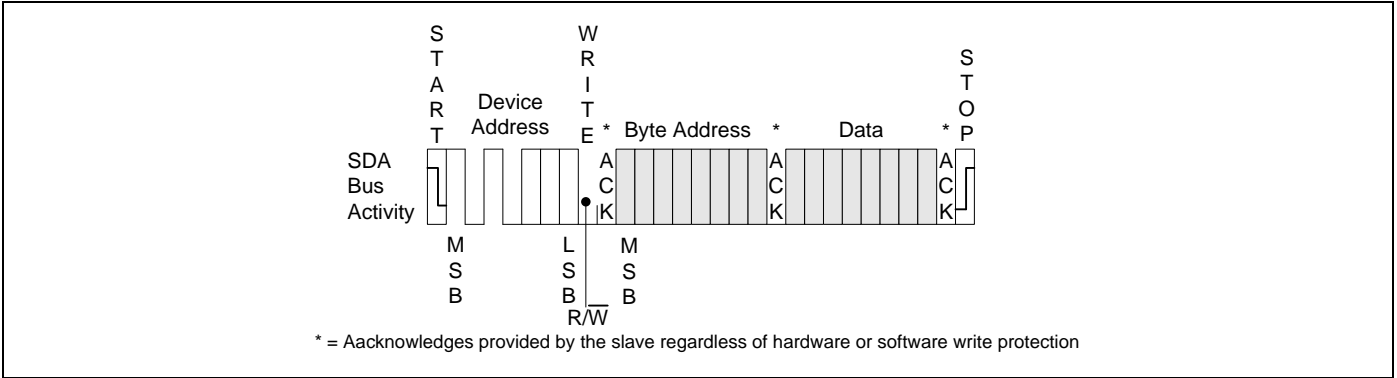 START
WRITE
STOP
Device
Address
* Byte Address * Data *
SDA
Bus
Activity
ACK
ACK
ACK
MSB
LSB
MSB
R/W̅
* = Aacknowledges provided by the slave regardless of hardware or software write protection